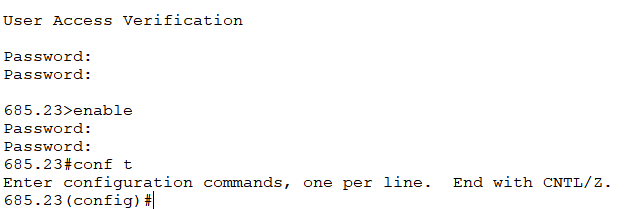 User Access Verification
Password:
Password:
685.23>enable
Password:
Password:
685.23#conf t
Enter configuration commands, one per line.  End with CNTL/Z.
685.23(config)#